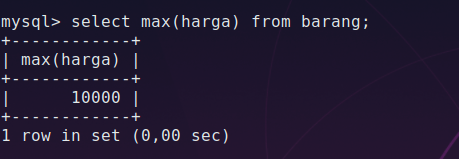 mysql> select max(harga) from barang;
+------------+
| max(harga) |
+------------+
|      10000 |
+------------+
1 row in set (0,00 sec)